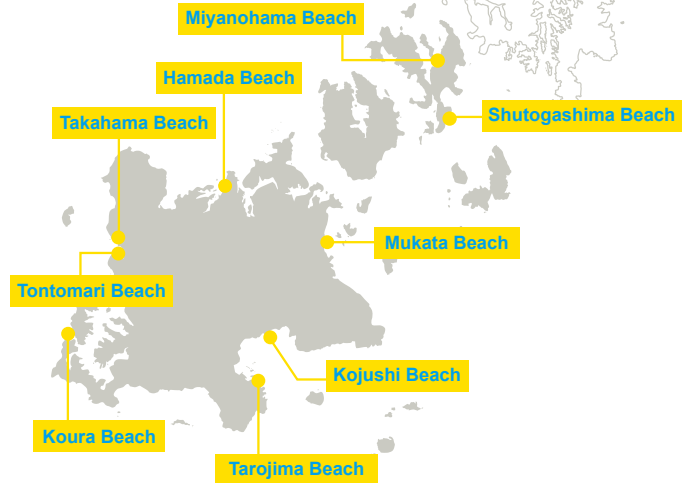 Miyanohama Beach
Hamada Beach
Shutogashima Beach
Takahama Beach
Mukata Beach
Tontomari Beach
Kojushi Beach
Koura Beach
Tarojima Beach